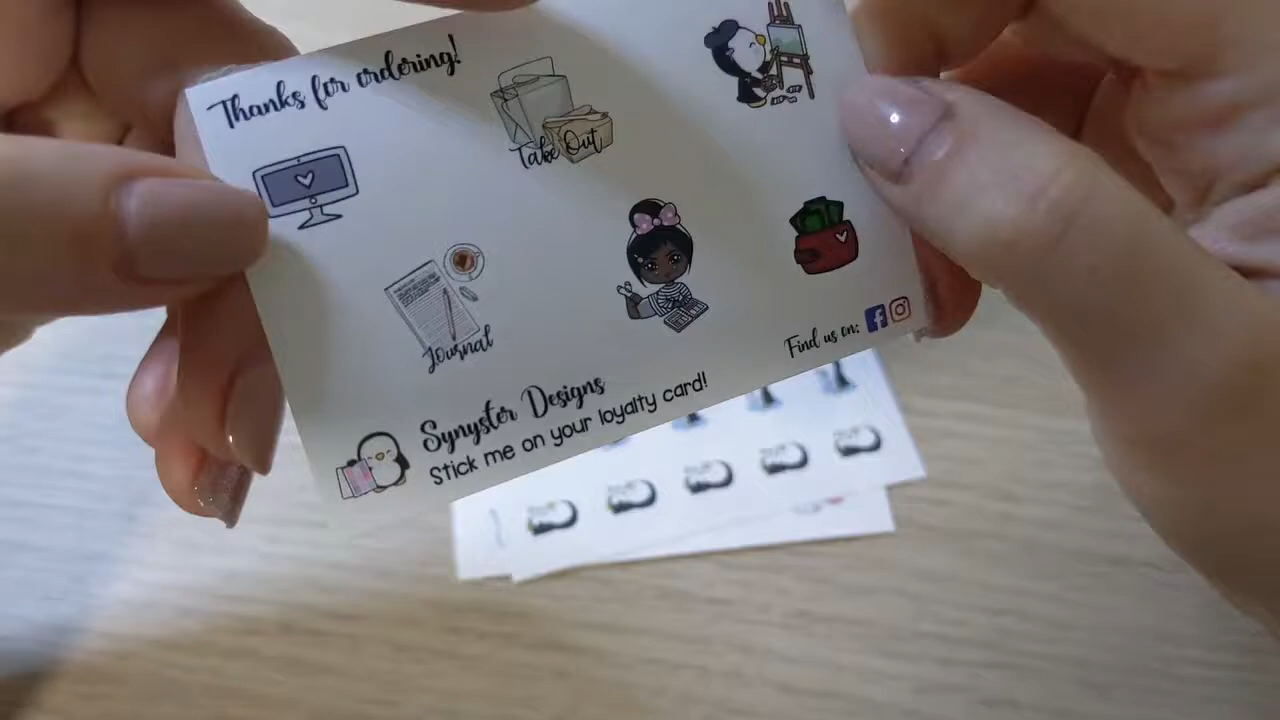 Thanks for ordering!
Take Out
Journal
Find us on:
Synyster Designs
Stick me on your loyalty card!